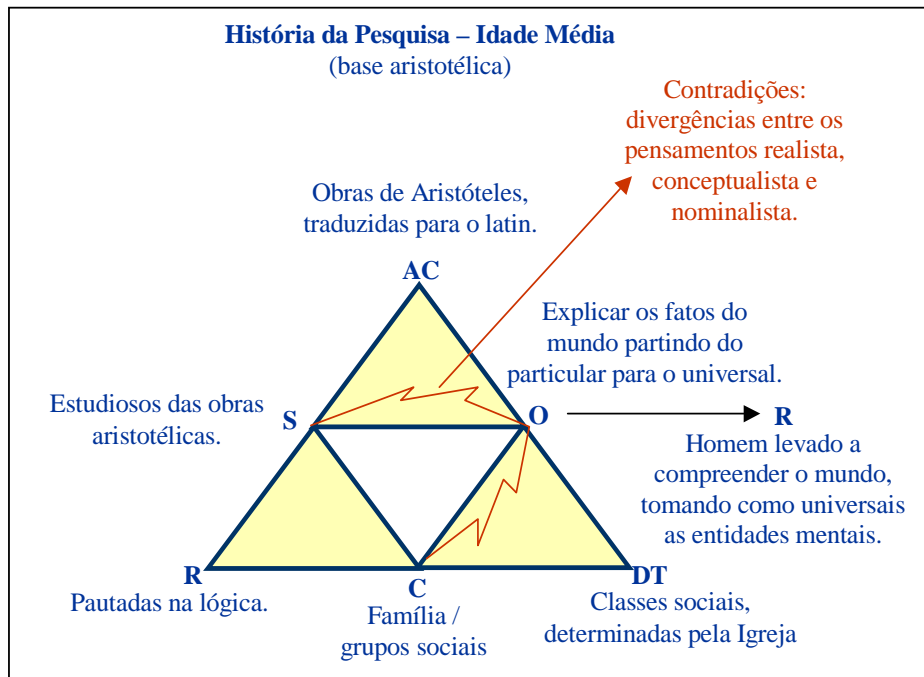 História da Pesquisa – Idade Média
(base aristotélica)
Contradições:
divergências entre os
pensamentos realista,
conceptualista e
nominalista.
Obras de Aristóteles,
traduzidas para o latin.
AC
Explicar os fatos do
mundo partindo do
particular para o universal.
Estudiosos das obras
aristotélicas.
S
O
R
Homem levado a
compreender o mundo,
tomando como universais
as entidades mentais.
R
Pautadas na lógica.
C
Família /
grupos sociais
DT
Classes sociais,
determinadas pela Igreja